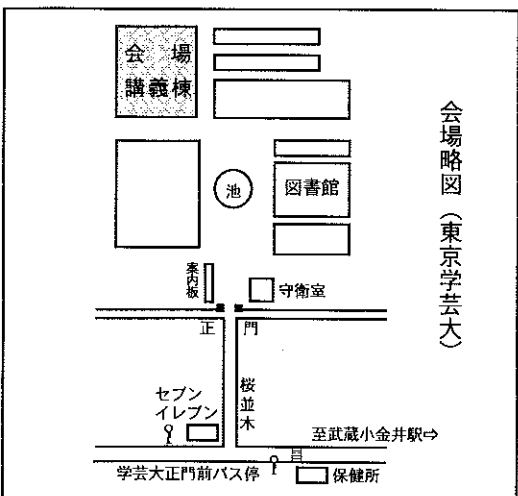 会場略図（東京学芸大）
会場
講義棟
池
図書館
案内板
守衛室
正門
セブン
イレブン
桜並木
至武蔵小金井駅⇨
学芸大正門前バス停
保健所